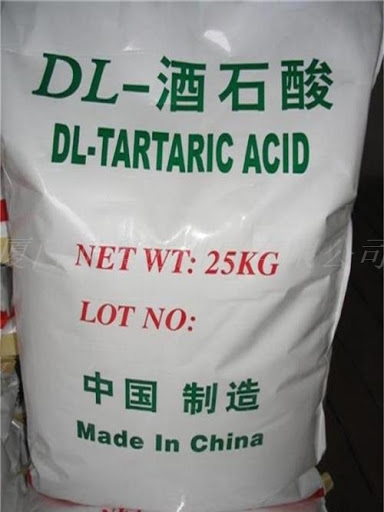 DL-酒石酸
DL-TARTARIC ACID
NET WT: 25KG
LOT NO:
中国 制造
Made In China